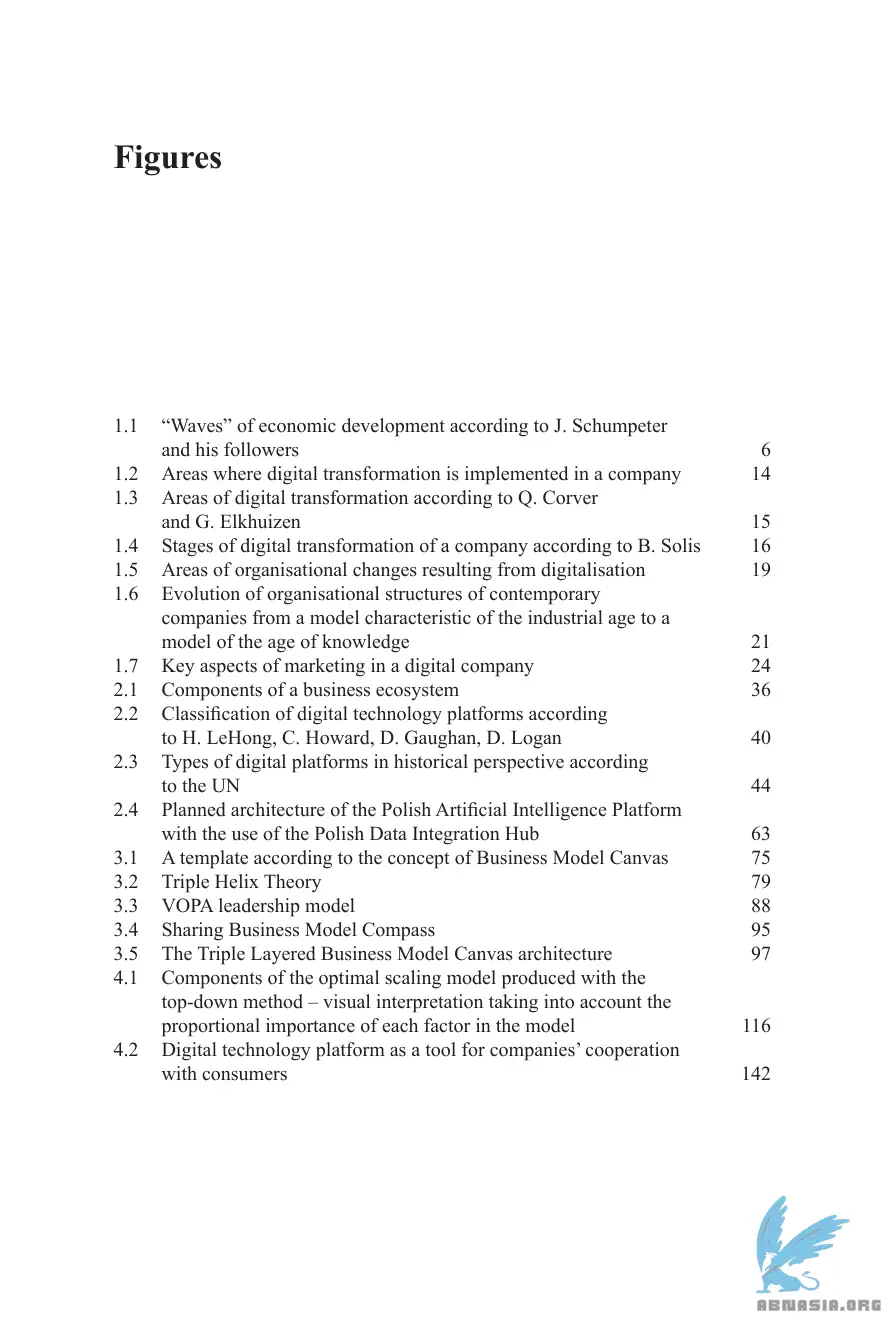 Figures
1.1 “Waves” of economic development according to J. Schumpeter
and his followers 6
1.2 Areas where digital transformation is implemented in a company 14
1.3 Areas of digital transformation according to Q. Corver
and G. Elkhuizen 15
1.4 Stages of digital transformation of a company according to B. Solis 16
1.5 Areas of organisational changes resulting from digitalisation 19
1.6 Evolution of organisational structures of contemporary
companies from a model characteristic of the industrial age to a
model of the age of knowledge 21
1.7 Key aspects of marketing in a digital company 24
2.1 Components of a business ecosystem 36
2.2 Classification of digital technology platforms according
to H. LeHong, C. Howard, D. Gaughan, D. Logan 40
2.3 Types of digital platforms in historical perspective according
to the UN 44
2.4 Planned architecture of the Polish Artificial Intelligence Platform
with the use of the Polish Data Integration Hub 63
3.1 A template according to the concept of Business Model Canvas 75
3.2 Triple Helix Theory 79
3.3 VOPA leadership model 88
3.4 Sharing Business Model Compass 95
3.5 The Triple Layered Business Model Canvas architecture 97
4.1 Components of the optimal scaling model produced with the
top-down method – visual interpretation taking into account the
proportional importance of each factor in the model 116
4.2 Digital technology platform as a tool for companies’ cooperation
with consumers 142
ABNASIA.ORG